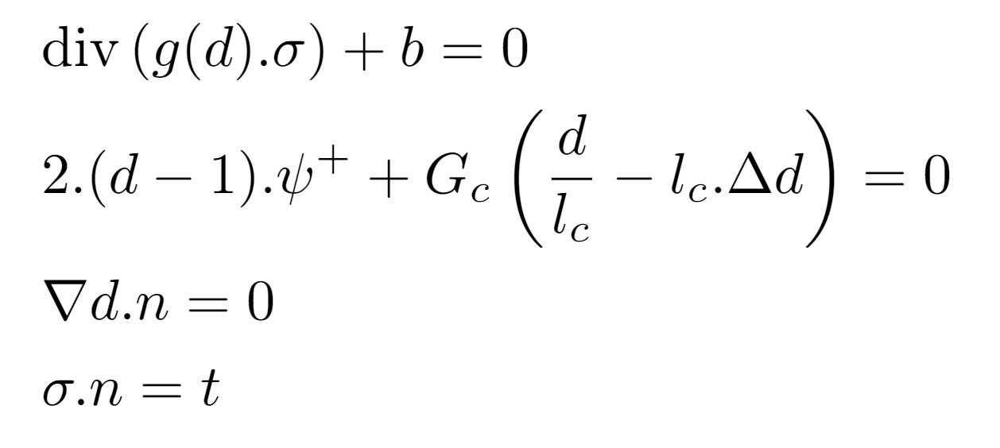 div (g(d).σ) + b = 0
2.(d − 1).ψ⁺ + G_c (d/l_c − l_c.Δd) = 0
∇d.n = 0
σ.n = t